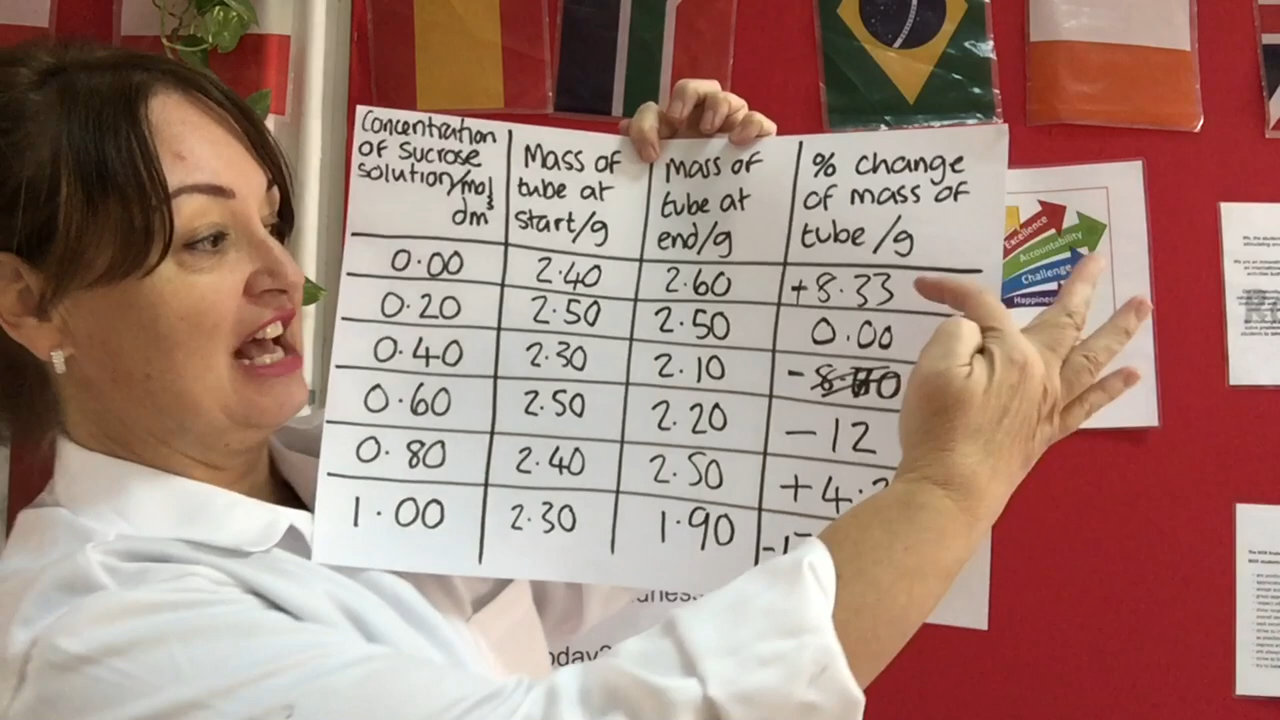 Concentration
of Sucrose
solution/mol
dm³
Mass of
tube at
start/g
Mass of
tube at
end/g
% change
of mass of
tube /g
0.00 2.40 2.60 +8.33
0.20 2.50 2.50 0.00
0.40 2.30 2.10 -
0.60 2.50 2.20 -12
0.80 2.40 2.50 +4.
1.00 2.30 1.90 -1
Excellence
Accountability
Challenge
Happiness